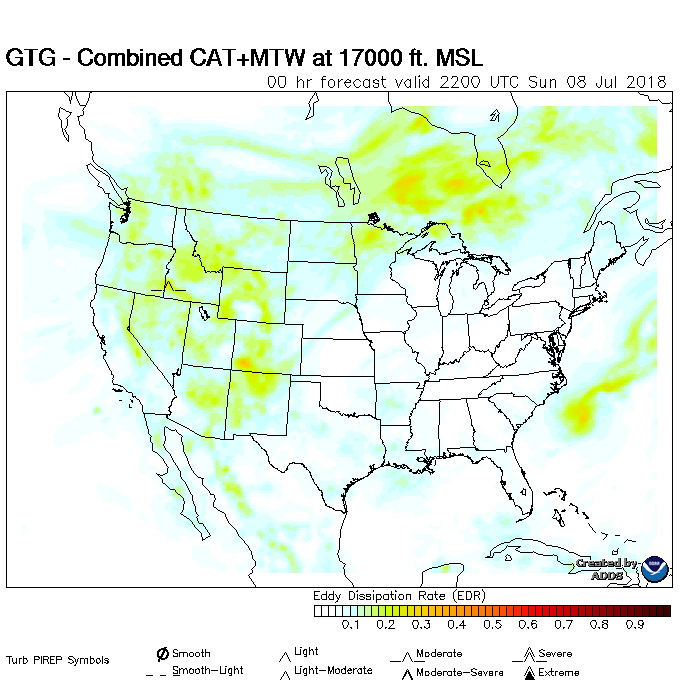 GTG - Combined CAT+MTW at 17000 ft. MSL
00 hr forecast valid 2200 UTC Sun 08 Jul 2018
Created by
ADDS
Eddy Dissipation Rate (EDR)
0.1 0.2 0.3 0.4 0.5 0.6 0.7 0.8 0.9
Turb PIREP Symbols
Smooth Light Moderate Severe
Smooth-Light Light-Moderate Moderate-Severe Extreme